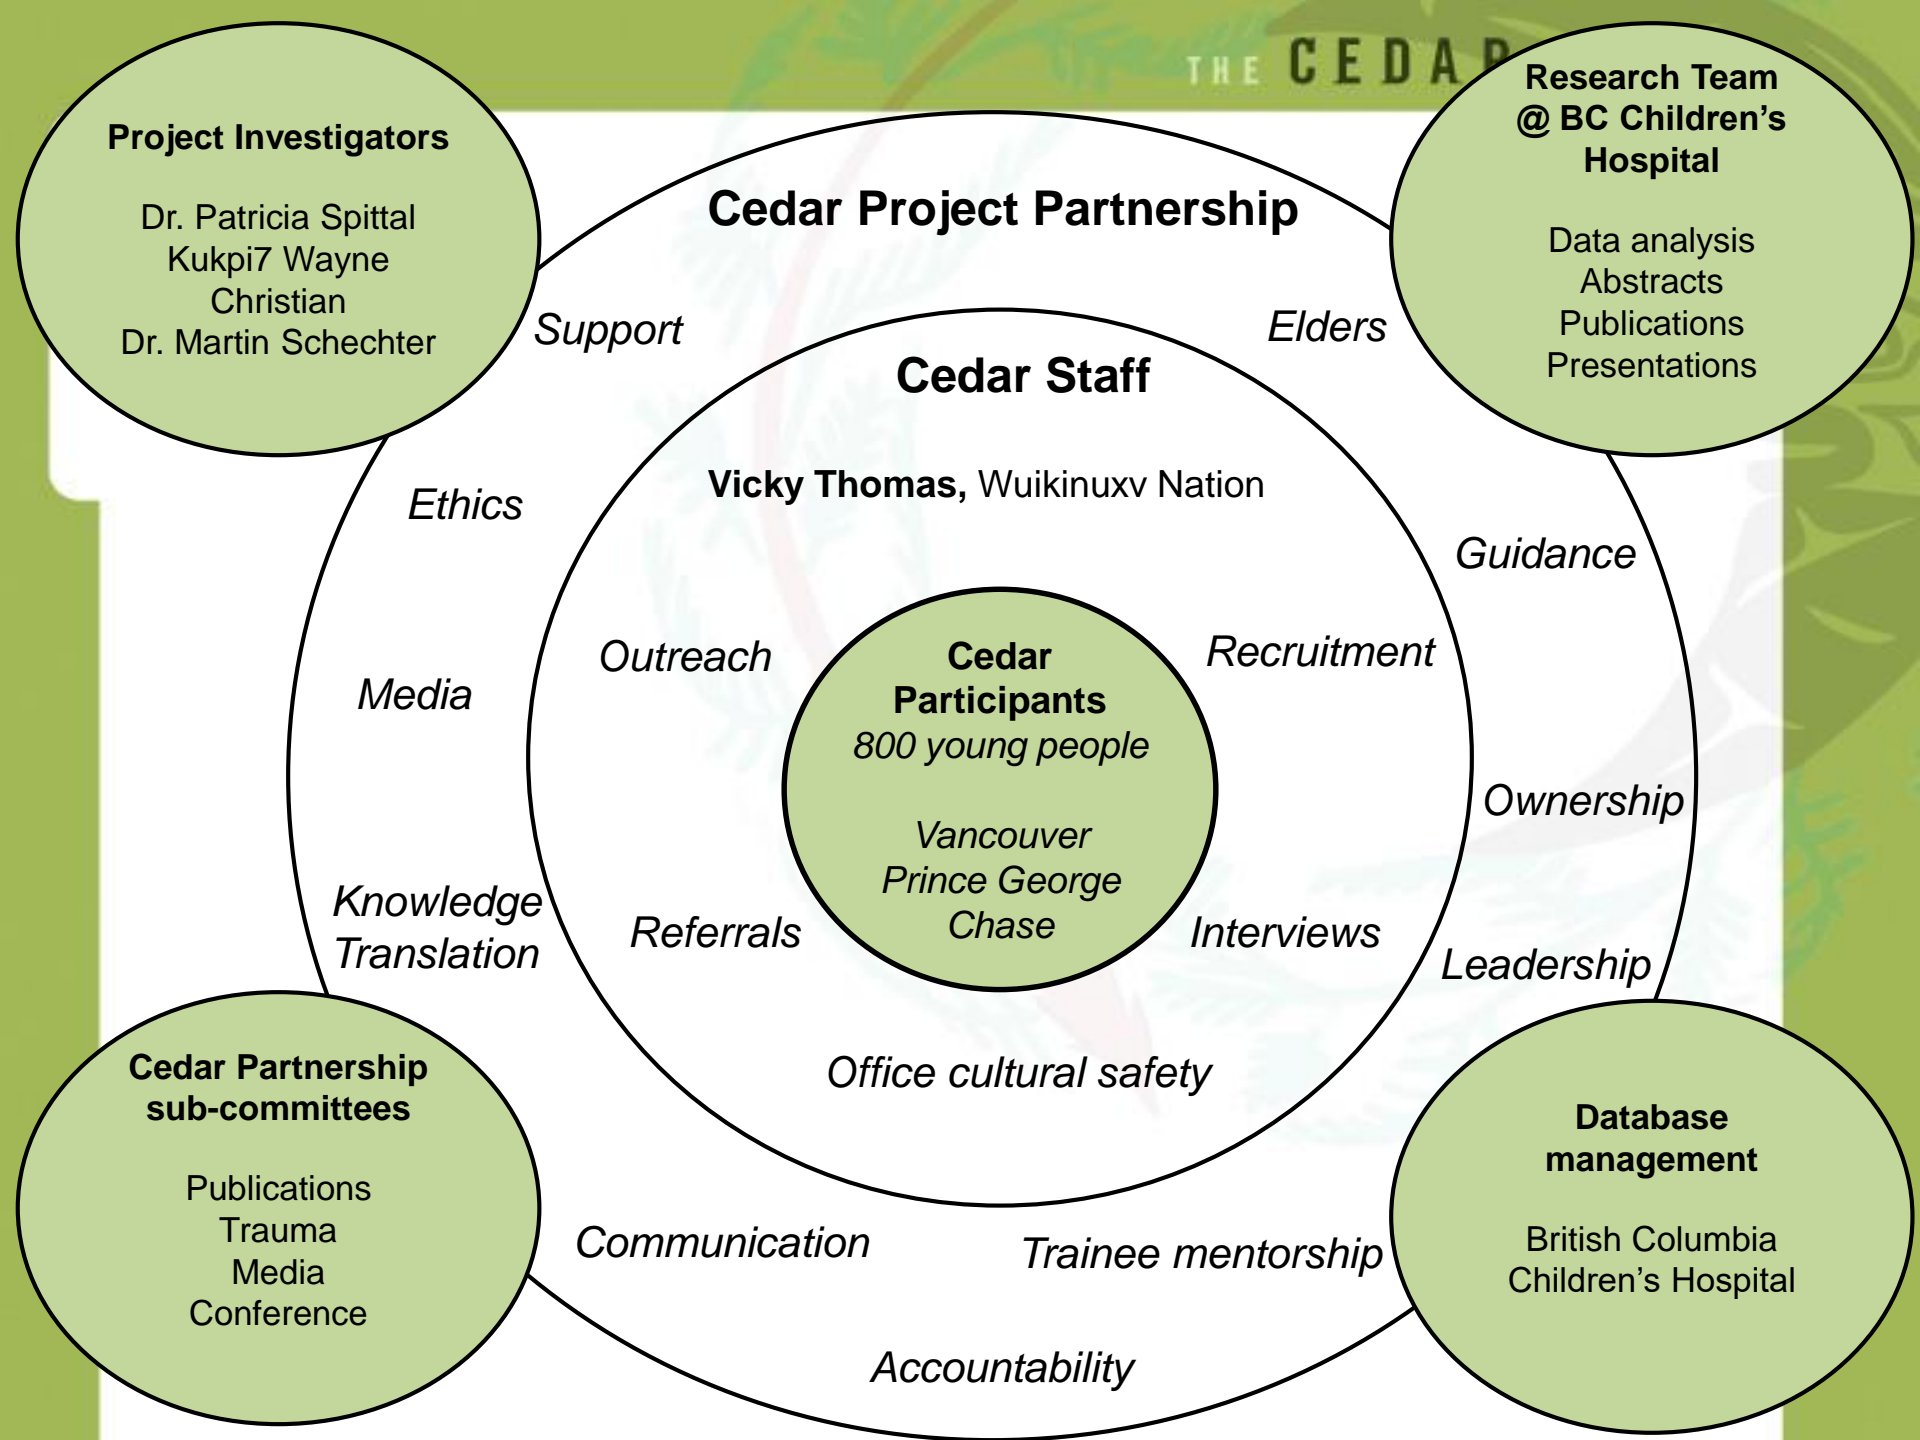 THE CEDAR
Project Investigators
Dr. Patricia Spittal
Kukpi7 Wayne
Christian
Dr. Martin Schechter
Research Team
@ BC Children’s
Hospital
Data analysis
Abstracts
Publications
Presentations
Cedar Project Partnership
Support
Elders
Ethics
Guidance
Media
Ownership
Knowledge
Translation
Leadership
Communication
Trainee mentorship
Accountability
Cedar Staff
Vicky Thomas, Wuikinuxv Nation
Outreach
Recruitment
Referrals
Interviews
Office cultural safety
Cedar
Participants
800 young people
Vancouver
Prince George
Chase
Cedar Partnership
sub-committees
Publications
Trauma
Media
Conference
Database
management
British Columbia
Children’s Hospital